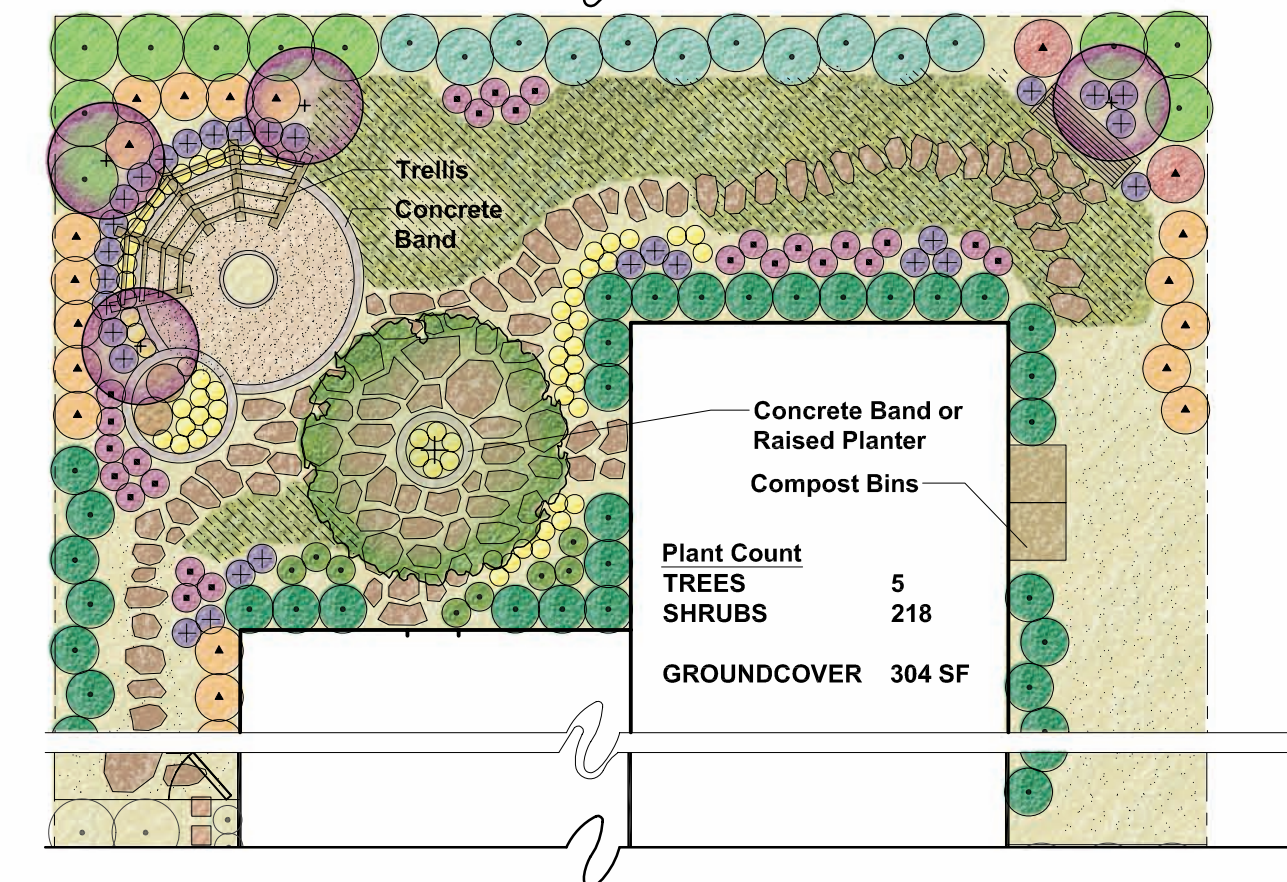 Trellis
Concrete
Band
Concrete Band or
Raised Planter
Compost Bins
Plant Count
TREES 5
SHRUBS 218
GROUNDCOVER 304 SF